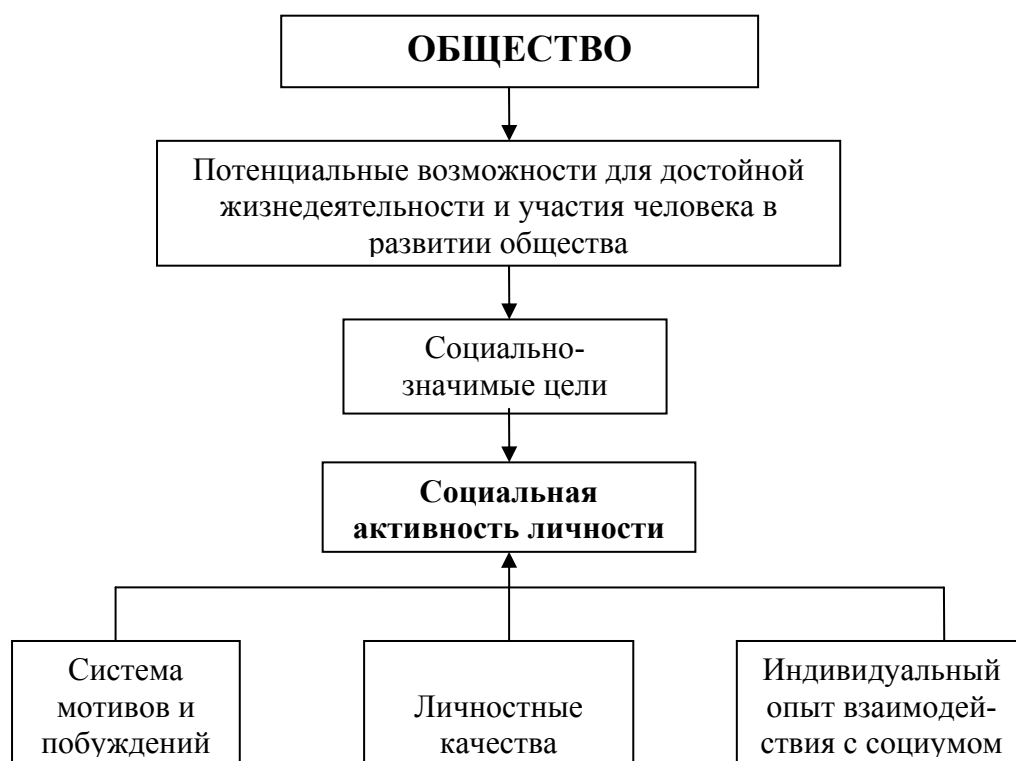 ОБЩЕСТВО
Потенциальные возможности для достойной
жизнедеятельности и участия человека в
развитии общества
Социально-
значимые цели
Социальная
активность личности
Система
мотивов и
побуждений
Личностные
качества
Индивидуальный
опыт взаимодей-
ствия с социумом